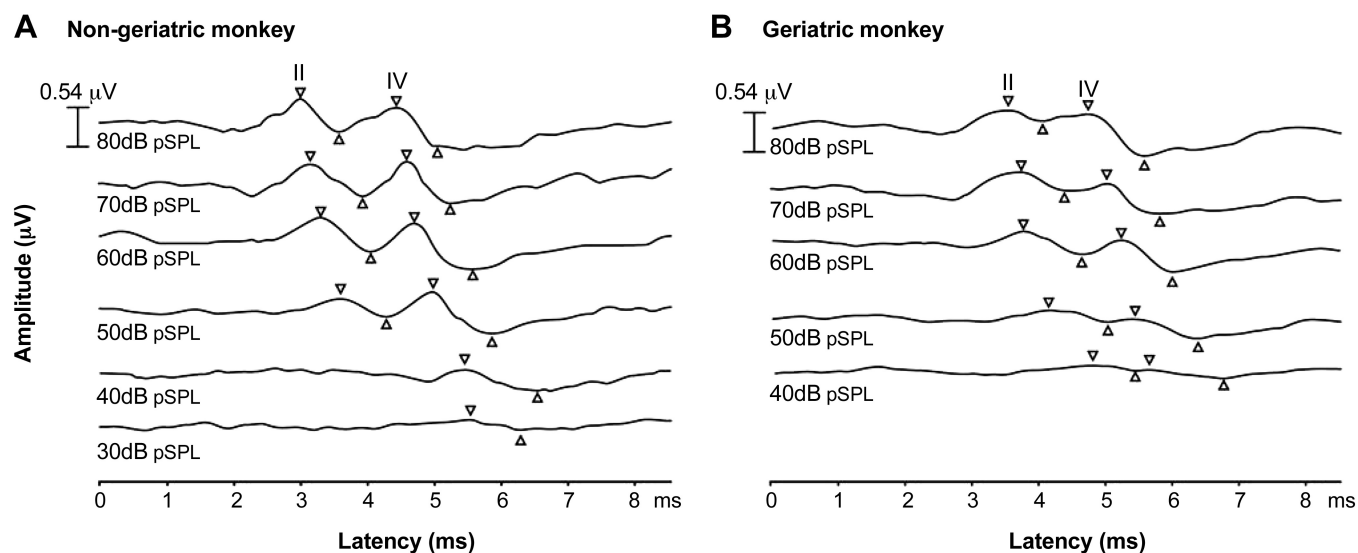 A Non-geriatric monkey
II
IV
0.54 μV
80dB pSPL
70dB pSPL
60dB pSPL
50dB pSPL
40dB pSPL
30dB pSPL
Amplitude (μV)
0 1 2 3 4 5 6 7 8 ms
Latency (ms)
B Geriatric monkey
II
IV
0.54 μV
80dB pSPL
70dB pSPL
60dB pSPL
50dB pSPL
40dB pSPL
0 1 2 3 4 5 6 7 8 ms
Latency (ms)